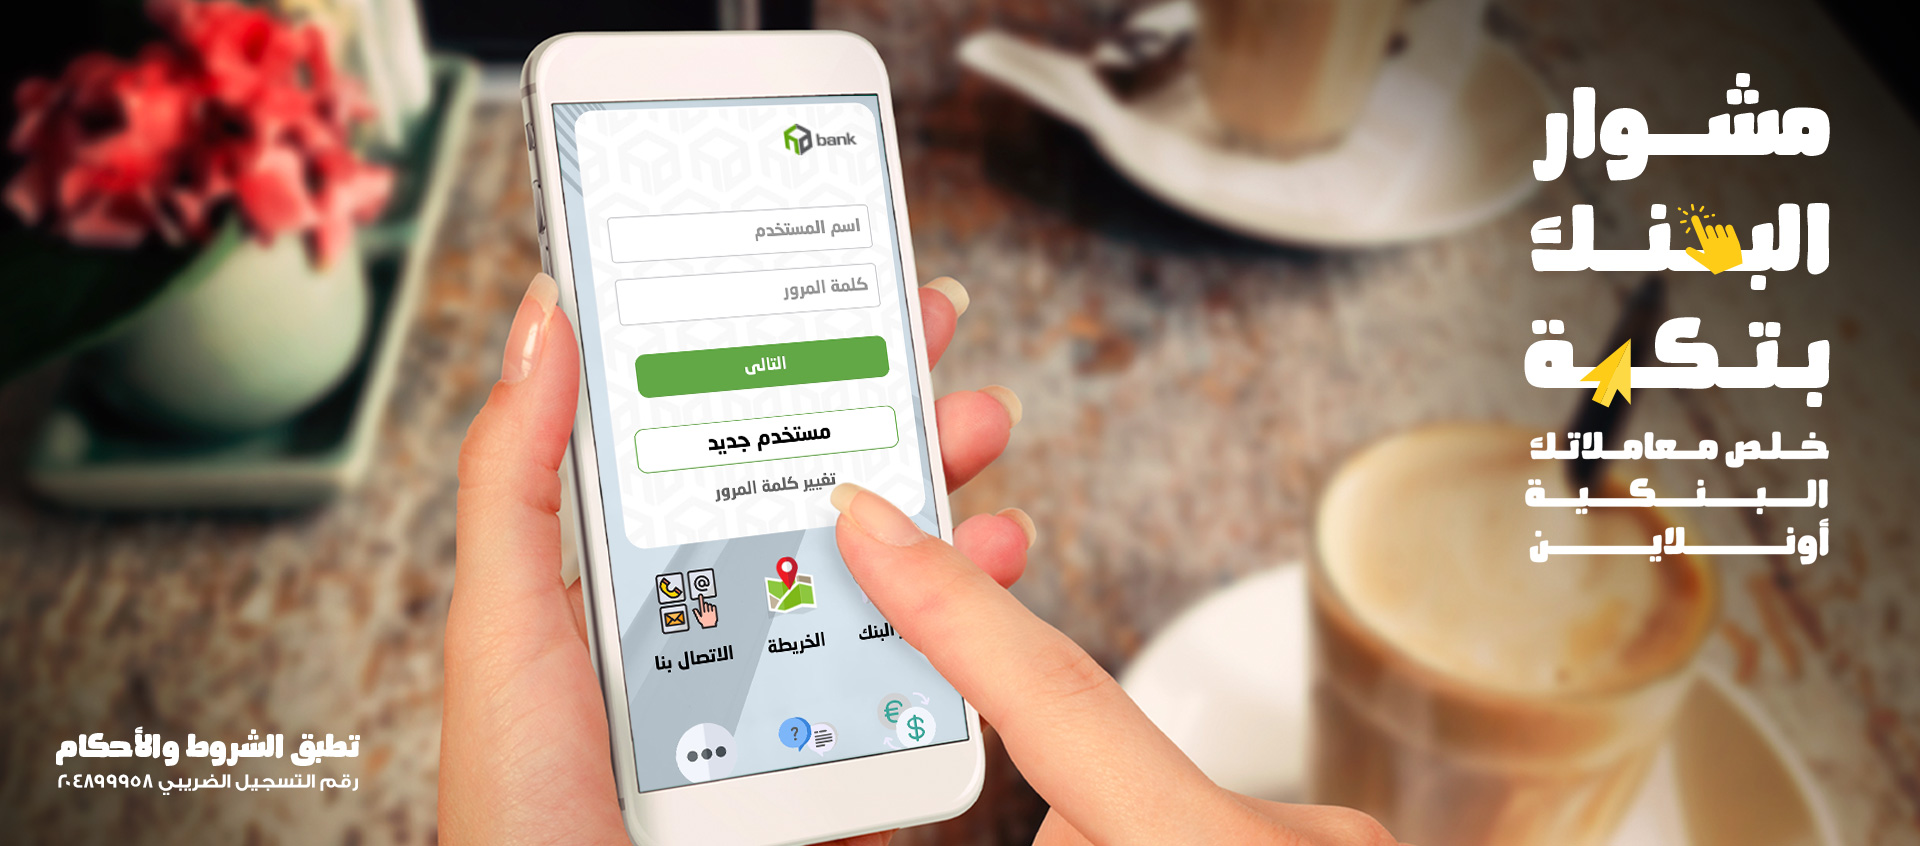 مشوار
البنك
بتكة
خلص معاملاتك
البنكية
أونلاين
bank
اسم المستخدم
كلمة المرور
التالى
مستخدم جديد
تغيير كلمة المرور
البنك
الخريطة
الاتصال بنا
تطبق الشروط والأحكام
رقم التسجيل الضريبي ٢٠٤٨٩٩٩٥٨